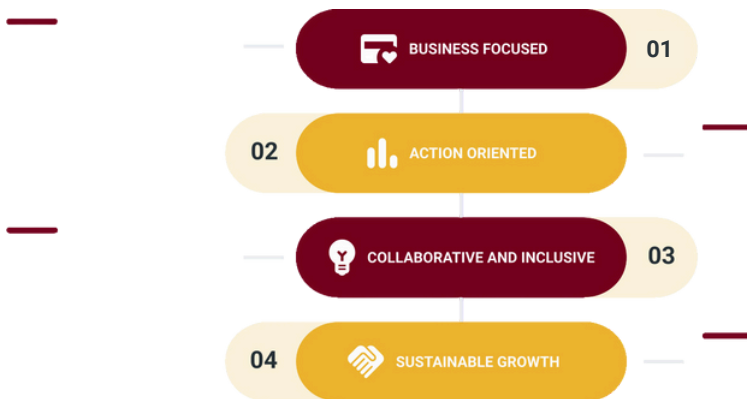 BUSINESS FOCUSED 01
02 ACTION ORIENTED
COLLABORATIVE AND INCLUSIVE 03
04 SUSTAINABLE GROWTH